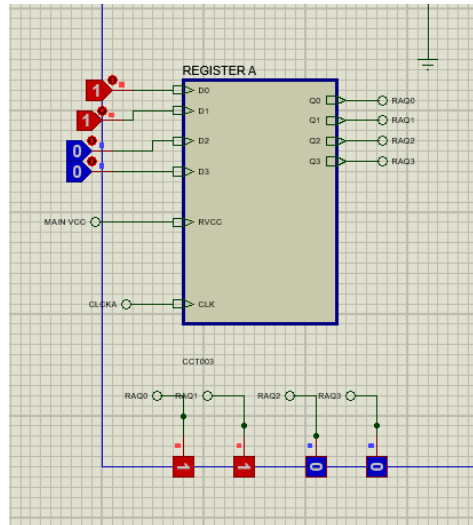 REGISTER A
1 D0 Q0 RAQ0
1 D1 Q1 RAQ1
0 D2 Q2 RAQ2
0 D3 Q3 RAQ3
MAIN VCC RVCC
CLCKA CLK
CCT003
RAQ0 RAQ1 RAQ2 RAQ3
1 1 0 0